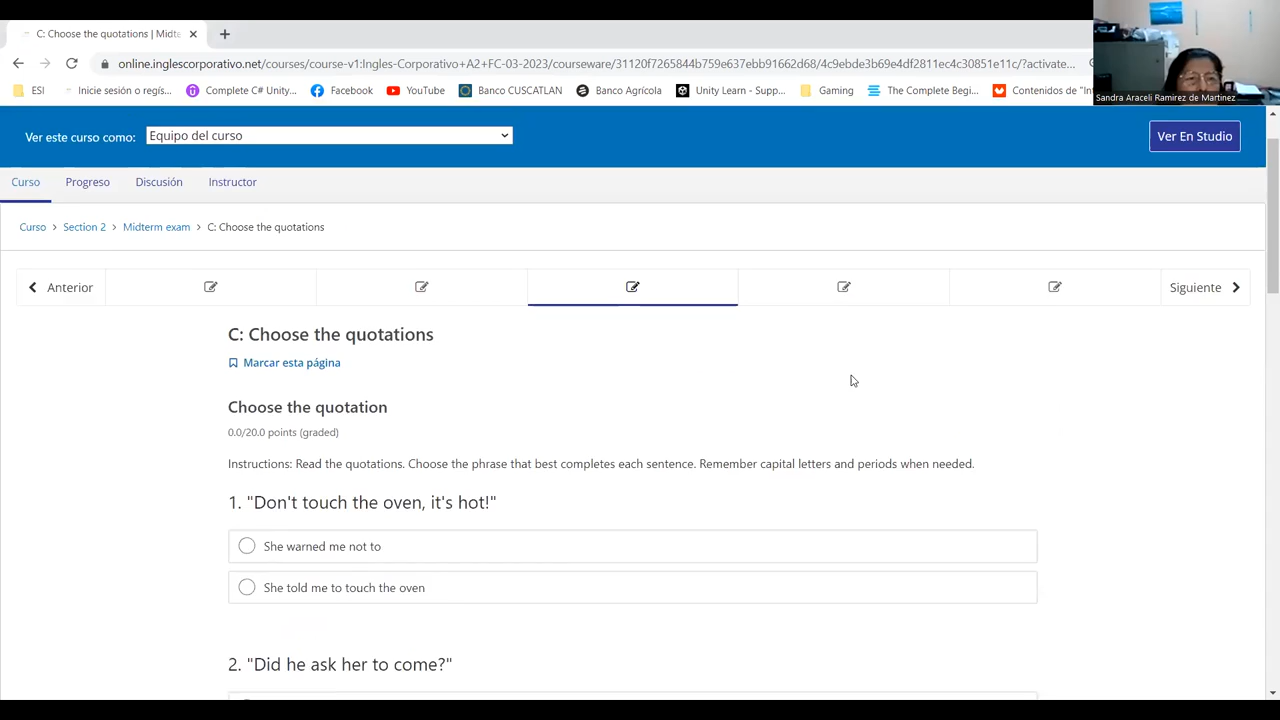 C: Choose the quotations | Midte
online.inglescorporativo.net/courses/course-v1:Ingles-Corporativo+A2+FC-03-2023/courseware/31120f7265844b759e637ebb91662d68/4c9ebde3b69e4df2811ec4c30851e11c/?activate...
ESI Inicie sesión o regís... Complete C# Unity... Facebook YouTube Banco CUSCATLAN Banco Agrícola Unity Learn - Supp... Gaming The Complete Begi... Contenidos de "In
Sandra Araceli Ramirez de Martinez
Ver este curso como: Equipo del curso Ver En Studio
Curso Progreso Discusión Instructor
Curso > Section 2 > Midterm exam > C: Choose the quotations
Anterior Siguiente
C: Choose the quotations
Marcar esta página
Choose the quotation
0.0/20.0 points (graded)
Instructions: Read the quotations. Choose the phrase that best completes each sentence. Remember capital letters and periods when needed.
1. "Don't touch the oven, it's hot!"
She warned me not to
She told me to touch the oven
2. "Did he ask her to come?"